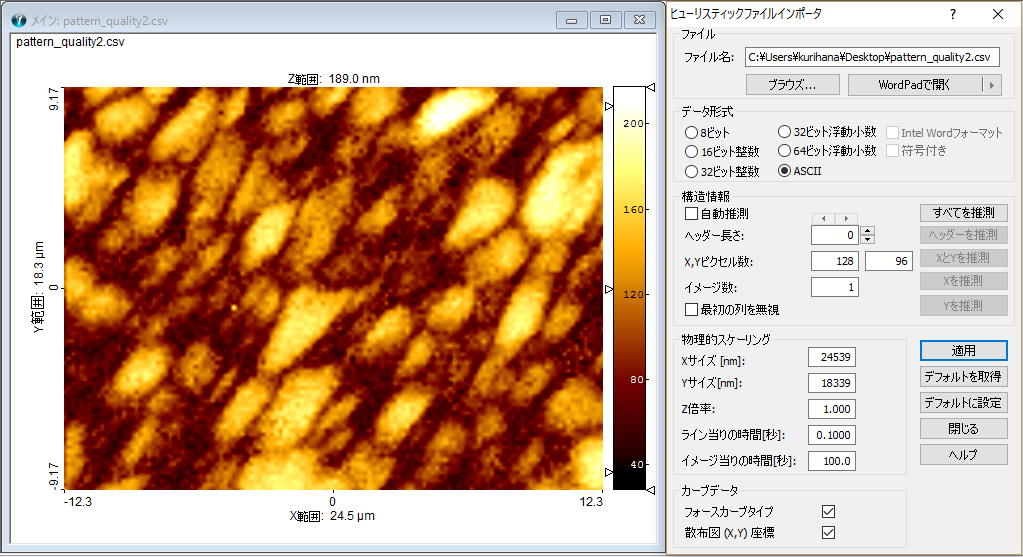 メイン: pattern_quality2.csv
pattern_quality2.csv
Z範囲: 189.0 nm
9.17
Y範囲: 18.3 µm
0
-9.17
-12.3
0
12.3
X範囲: 24.5 µm
200
160
120
80
40
ヒューリスティックファイルインポータ
ファイル
ファイル名: C:¥Users¥kurihana¥Desktop¥pattern_quality2.csv
ブラウズ... WordPadで開く
データ形式
8ビット 32ビット浮動小数 Intel Wordフォーマット
16ビット整数 64ビット浮動小数 符号付き
32ビット整数 ASCII
構造情報
自動推測 すべてを推測
ヘッダー長さ: 0 ヘッダーを推測
X,Yピクセル数: 128 96 XとYを推測
イメージ数: 1 Xを推測
最初の列を無視 Yを推測
物理的スケーリング
Xサイズ [nm]: 24539 適用
Yサイズ[nm]: 18339 デフォルトを取得
Z倍率: 1.000 デフォルトに設定
ライン当りの時間[秒]: 0.1000 閉じる
イメージ当りの時間[秒]: 100.0 ヘルプ
カーブデータ
フォースカーブタイプ
散布図 (X,Y) 座標